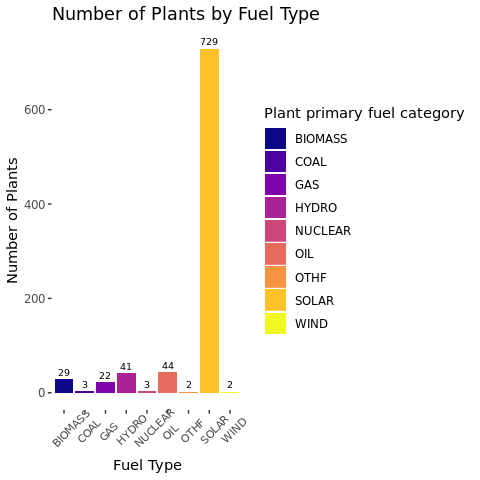 Number of Plants by Fuel Type
Number of Plants
600
400
200
0
29
3
22
41
3
44
2
729
2
BIOMASS
COAL
GAS
HYDRO
NUCLEAR
OIL
OTHF
SOLAR
WIND
Fuel Type
Plant primary fuel category
BIOMASS
COAL
GAS
HYDRO
NUCLEAR
OIL
OTHF
SOLAR
WIND